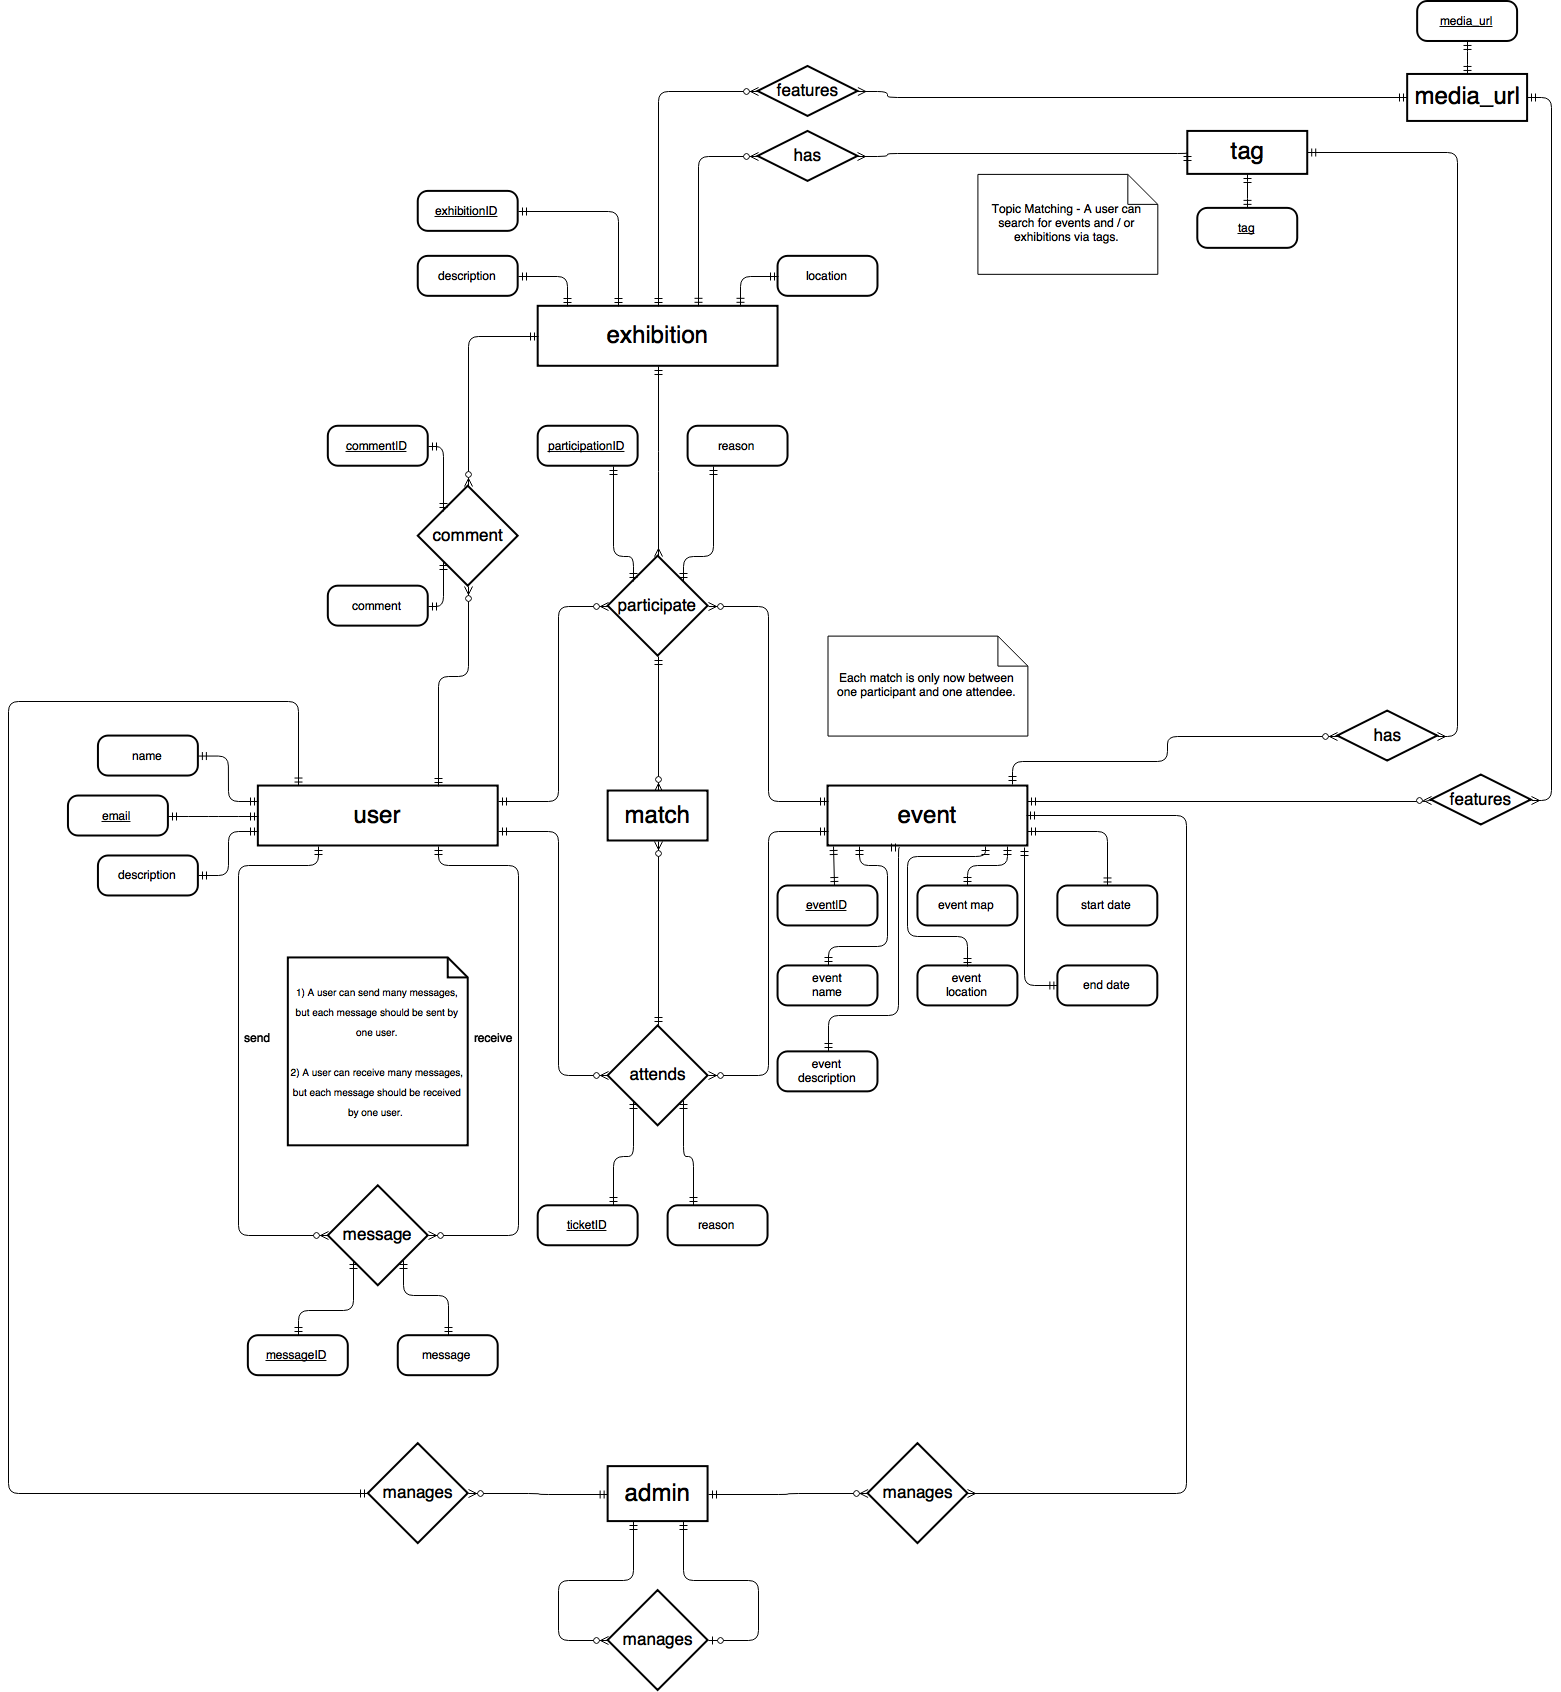 media_url
media_url
features
has
tag
tag
Topic Matching - A user can
search for events and / or
exhibitions via tags.
exhibitionID
description
location
exhibition
commentID
participationID
reason
comment
comment
participate
Each match is only now between
one participant and one attendee.
has
features
name
email
description
user
match
event
eventID
event map
start date
event
name
event
location
end date
event
description
send
1) A user can send many messages,
but each message should be sent by
one user.
2) A user can receive many messages,
but each message should be received
by one user.
receive
attends
ticketID
reason
message
messageID
message
manages
admin
manages
manages